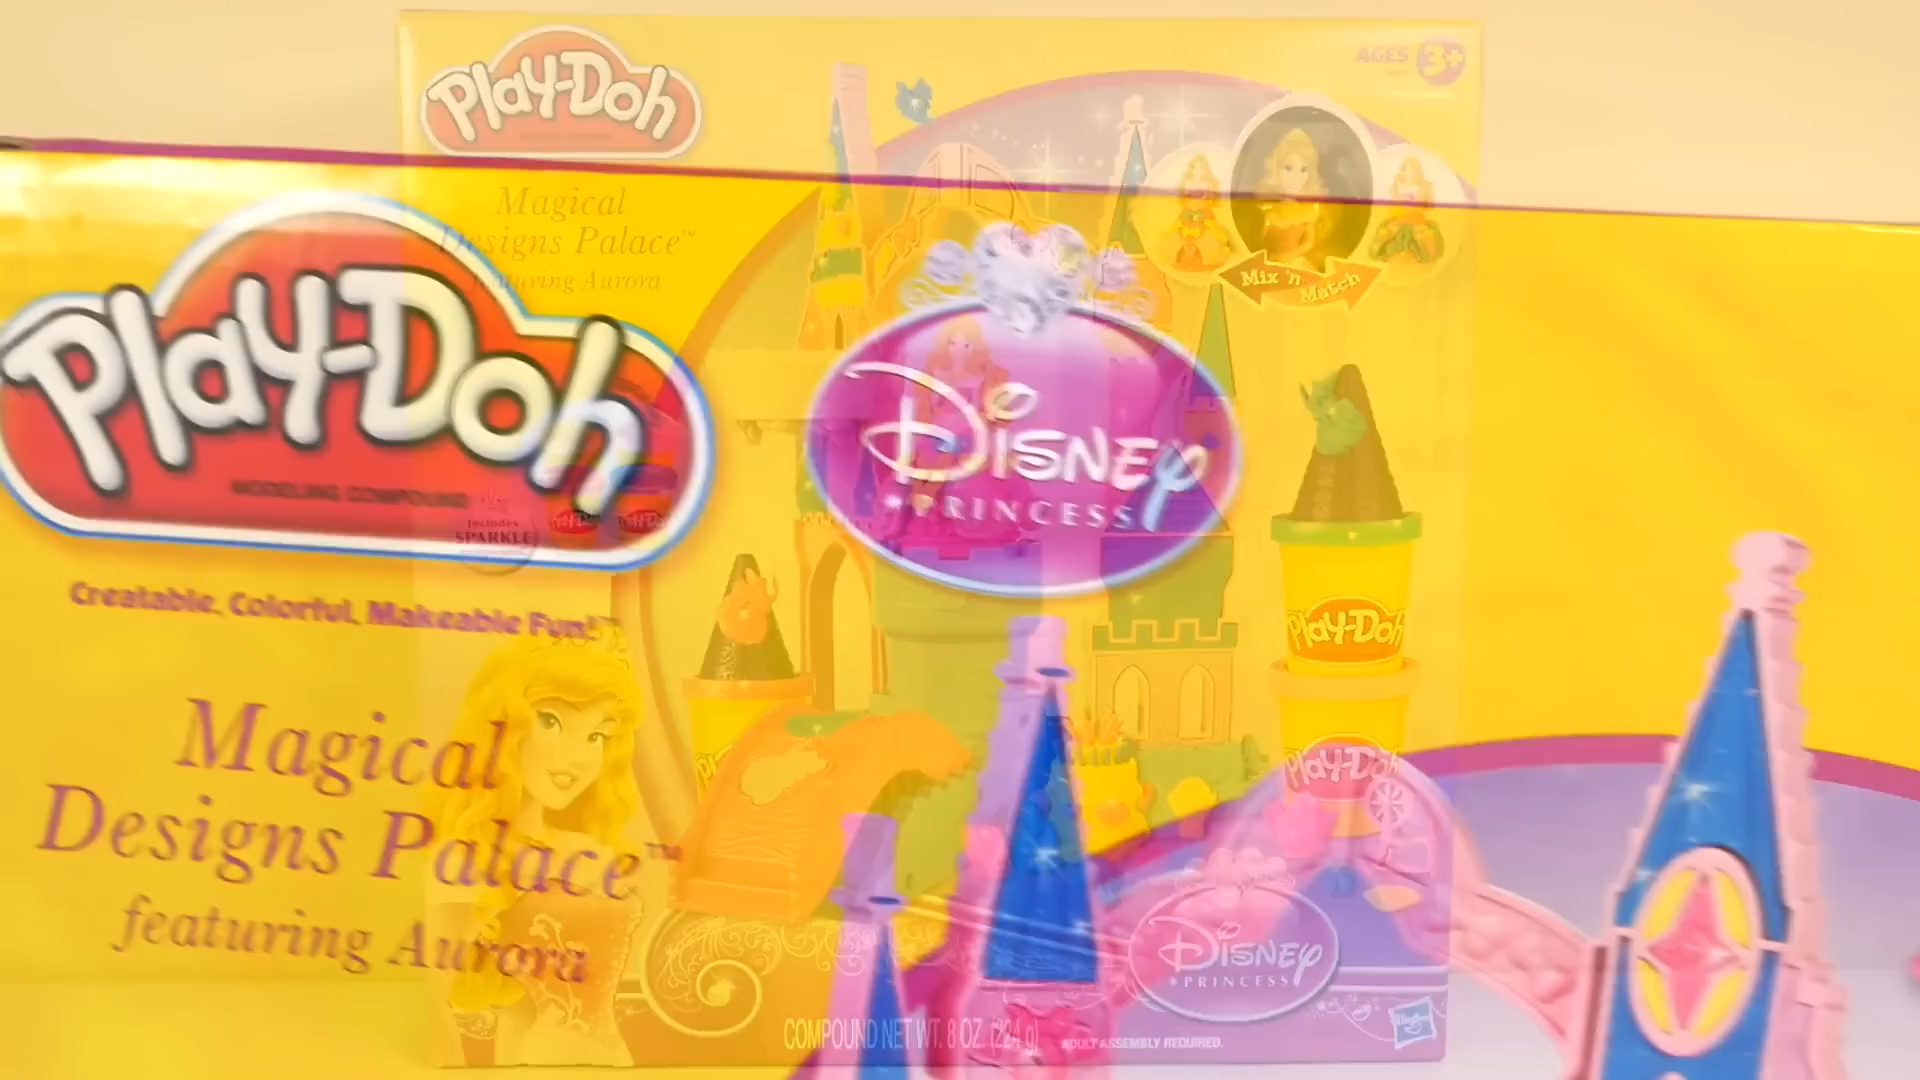 Play-Doh
AGES 3+
Magical
Designs Palace™
featuring Aurora
Mix 'n
Match
Play-Doh
MODELING COMPOUND
DISNEY
PRINCESS
Includes
SPARKLE
Creatable, Colorful, Makeable Fun!™
Play-Doh
Magical
Designs Palace™
featuring Aurora
Play-Doh
DISNEY
PRINCESS
COMPOUND NET WT. 8 OZ. (224 g)
ADULT ASSEMBLY REQUIRED.
Hasbro